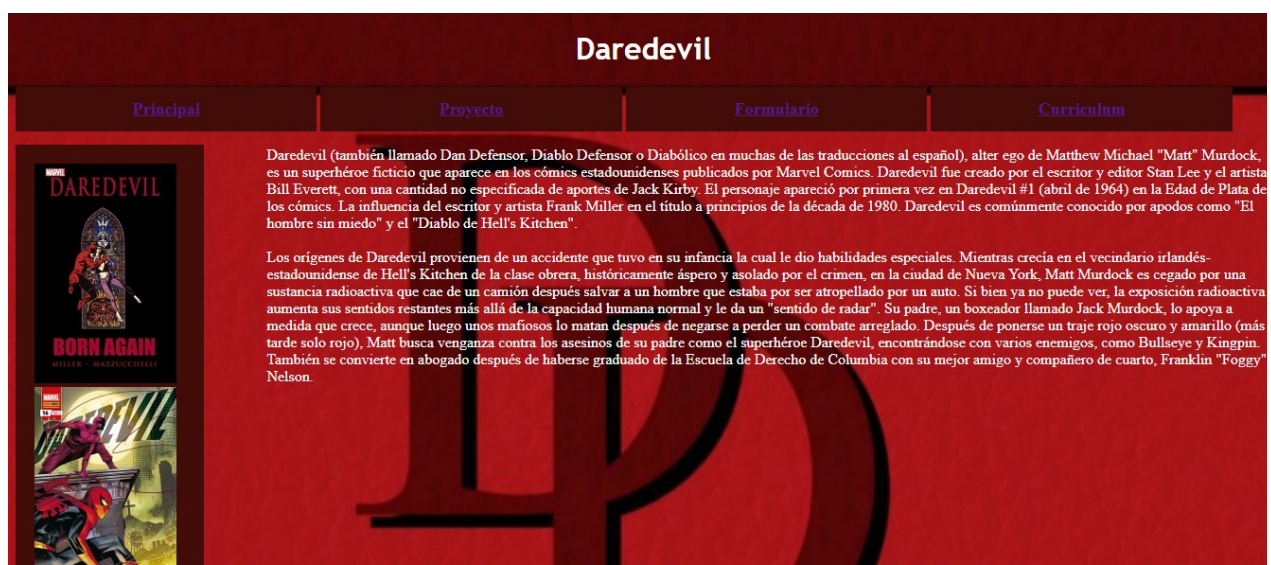 Daredevil
Principal
Proyecto
Formulario
Curriculum
MARVEL
DAREDEVIL
BORN AGAIN
MILLER - MAZZUCCHELLI
MARVEL
16
DAREDEVIL
Daredevil (también llamado Dan Defensor, Diablo Defensor o Diabólico en muchas de las traducciones al español), alter ego de Matthew Michael "Matt" Murdock,
es un superhéroe ficticio que aparece en los cómics estadounidenses publicados por Marvel Comics. Daredevil fue creado por el escritor y editor Stan Lee y el artista
Bill Everett, con una cantidad no especificada de aportes de Jack Kirby. El personaje apareció por primera vez en Daredevil #1 (abril de 1964) en la Edad de Plata de
los cómics. La influencia del escritor y artista Frank Miller en el título a principios de la década de 1980. Daredevil es comúnmente conocido por apodos como "El
hombre sin miedo" y el "Diablo de Hell's Kitchen".
Los orígenes de Daredevil provienen de un accidente que tuvo en su infancia la cual le dio habilidades especiales. Mientras crecía en el vecindario irlandés-
estadounidense de Hell's Kitchen de la clase obrera, históricamente áspero y asolado por el crimen, en la ciudad de Nueva York, Matt Murdock es cegado por una
sustancia radioactiva que cae de un camión después salvar a un hombre que estaba por ser atropellado por un auto. Si bien ya no puede ver, la exposición radioactiva
aumenta sus sentidos restantes más allá de la capacidad humana normal y le da un "sentido de radar". Su padre, un boxeador llamado Jack Murdock, lo apoya a
medida que crece, aunque luego unos mafiosos lo matan después de negarse a perder un combate arreglado. Después de ponerse un traje rojo oscuro y amarillo (más
tarde solo rojo), Matt busca venganza contra los asesinos de su padre como el superhéroe Daredevil, encontrándose con varios enemigos, como Bullseye y Kingpin.
También se convierte en abogado después de haberse graduado de la Escuela de Derecho de Columbia con su mejor amigo y compañero de cuarto, Franklin "Foggy"
Nelson.